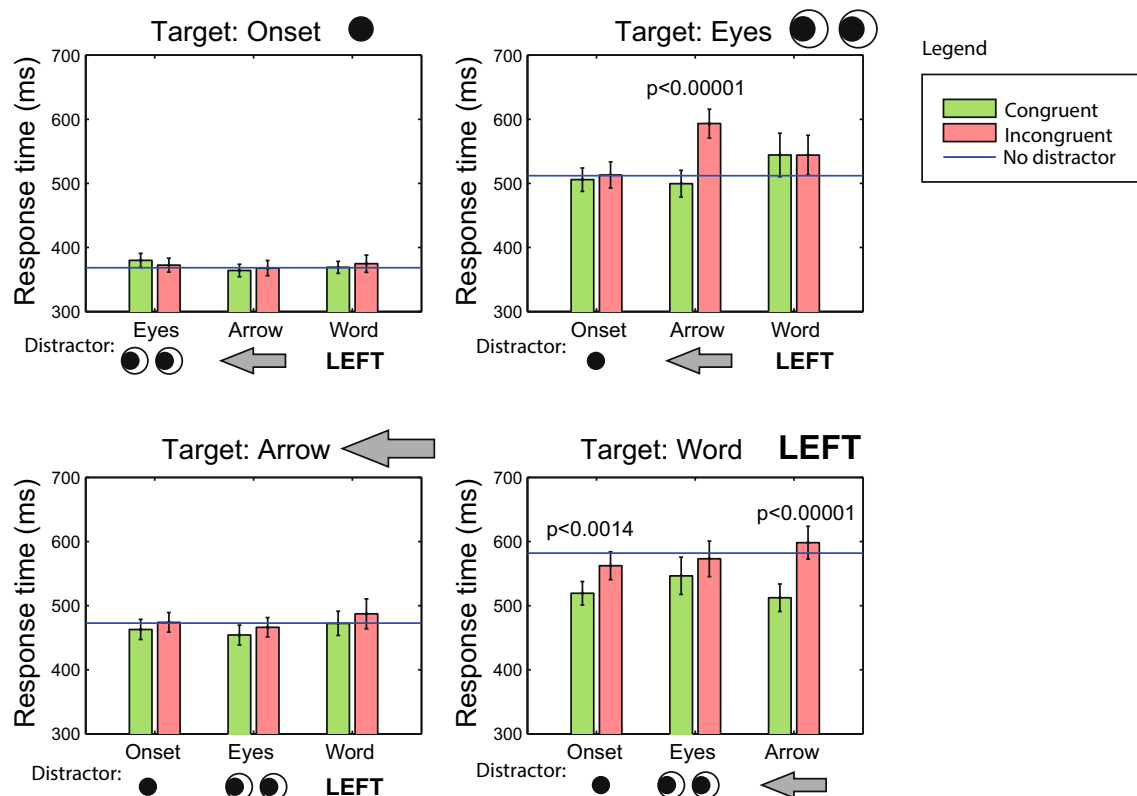 Target: Onset
Response time (ms)
700
600
500
400
300
Eyes Arrow Word
Distractor:
LEFT
Target: Eyes
Response time (ms)
700
600
500
400
300
p<0.00001
Onset Arrow Word
Distractor:
LEFT
Legend
Congruent
Incongruent
No distractor
Target: Arrow
Response time (ms)
700
600
500
400
300
Onset Eyes Word
Distractor:
LEFT
Target: Word LEFT
Response time (ms)
700
600
500
400
300
p<0.0014
p<0.00001
Onset Eyes Arrow
Distractor: